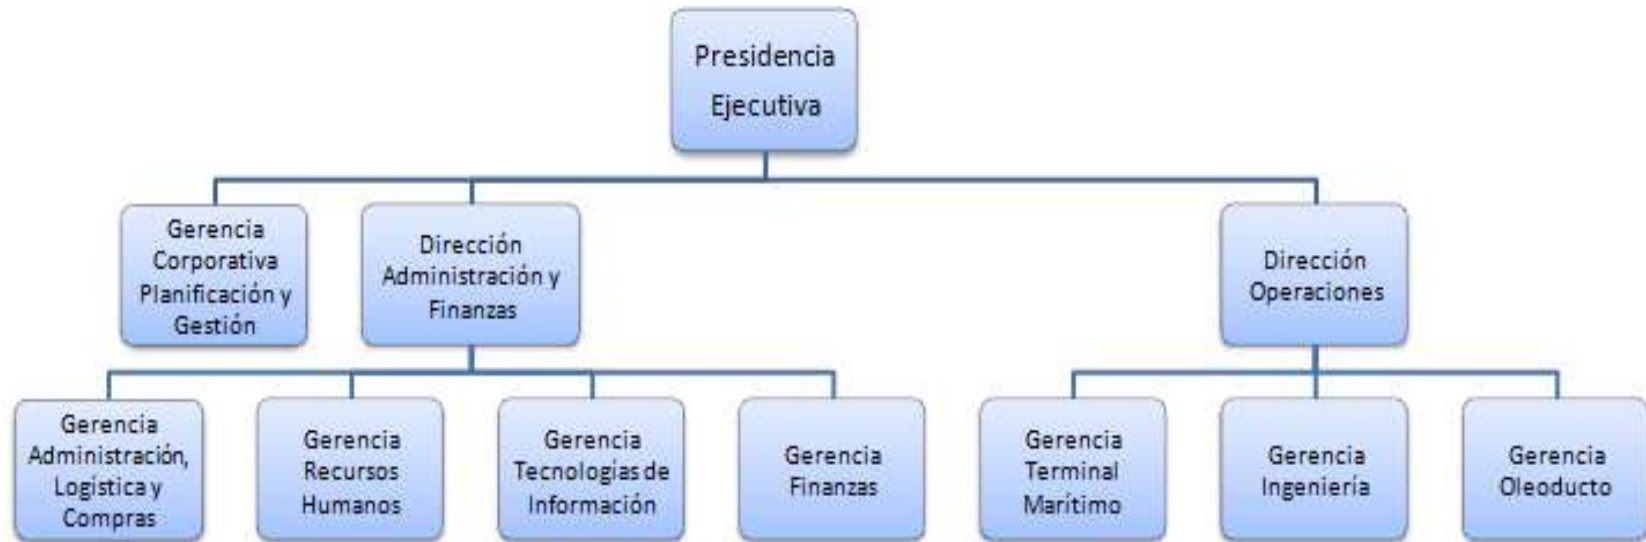 Presidencia
Ejecutiva
Gerencia
Corporativa
Planificación y
Gestión
Dirección
Administración y
Finanzas
Dirección
Operaciones
Gerencia
Administración,
Logística y
Compras
Gerencia
Recursos
Humanos
Gerencia
Tecnologías de
Información
Gerencia
Finanzas
Gerencia
Terminal
Marítimo
Gerencia
Ingeniería
Gerencia
Oleoducto